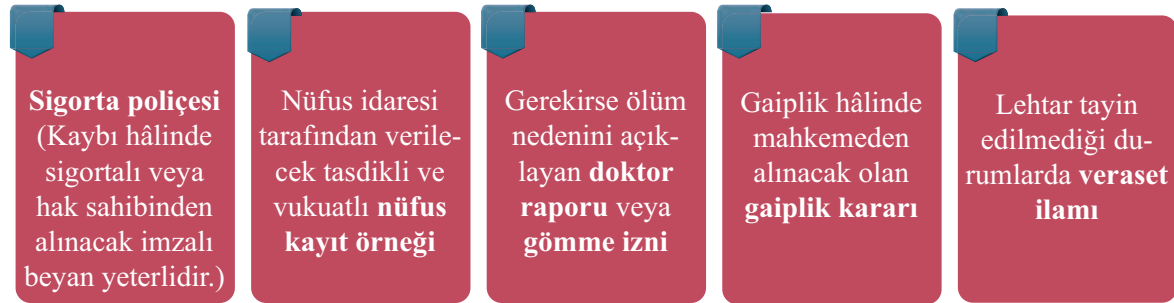 Sigorta poliçesi
(Kaybı hâlinde
sigortalı veya
hak sahibinden
alınacak imzalı
beyan yeterlidir.)
Nüfus idaresi
tarafından verile-
cek tasdikli ve
vukuatlı nüfus
kayıt örneği
Gerekirse ölüm
nedenini açık-
layan doktor
raporu veya
gömme izni
Gaiplik hâlinde
mahkemeden
alınacak olan
gaiplik kararı
Lehtar tayin
edilmediği du-
rumlarda veraset
ilamı